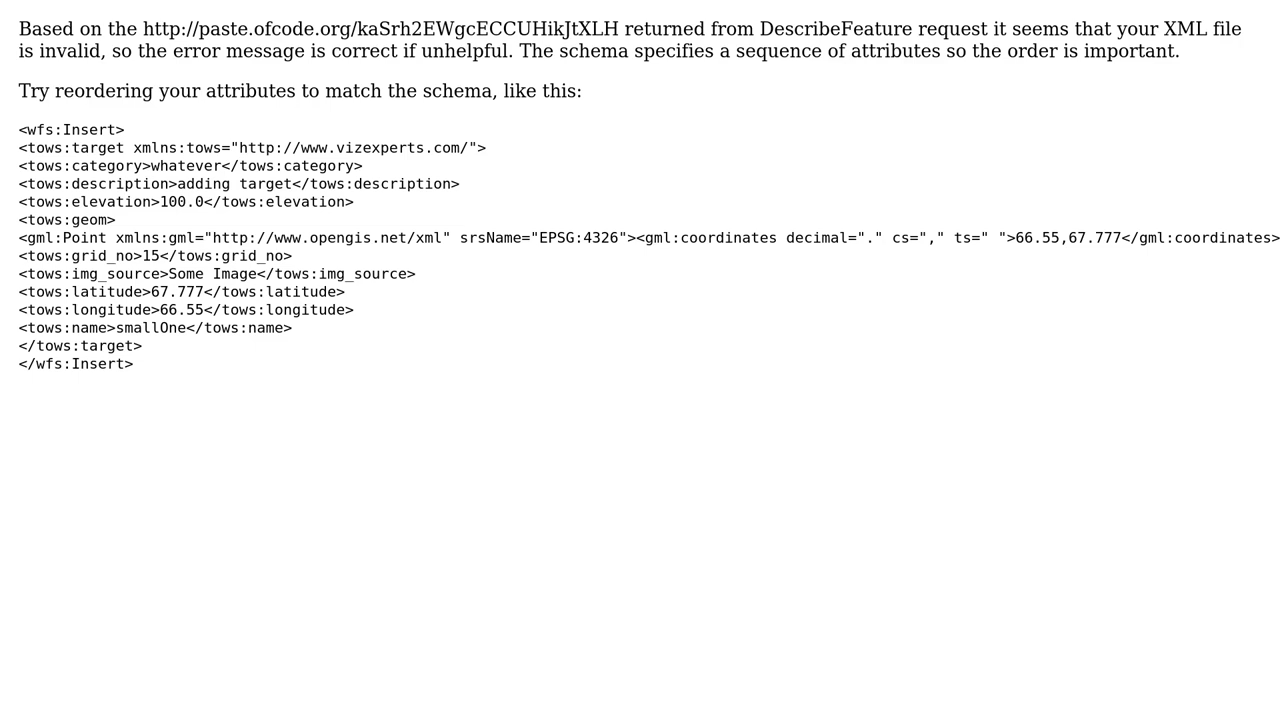 Based on the http://paste.ofcode.org/kaSrh2EWgcECCUHikJtXLH returned from DescribeFeature request it seems that your XML file
is invalid, so the error message is correct if unhelpful. The schema specifies a sequence of attributes so the order is important.
Try reordering your attributes to match the schema, like this:
<wfs:Insert>
<tows:target xmlns:tows="http://www.vizexperts.com/">
<tows:category>whatever</tows:category>
<tows:description>adding target</tows:description>
<tows:elevation>100.0</tows:elevation>
<tows:geom>
<gml:Point xmlns:gml="http://www.opengis.net/xml" srsName="EPSG:4326"><gml:coordinates decimal="." cs="," ts=" ">66.55,67.777</gml:coordinates>
<tows:grid_no>15</tows:grid_no>
<tows:img_source>Some Image</tows:img_source>
<tows:latitude>67.777</tows:latitude>
<tows:longitude>66.55</tows:longitude>
<tows:name>smallOne</tows:name>
</tows:target>
</wfs:Insert>